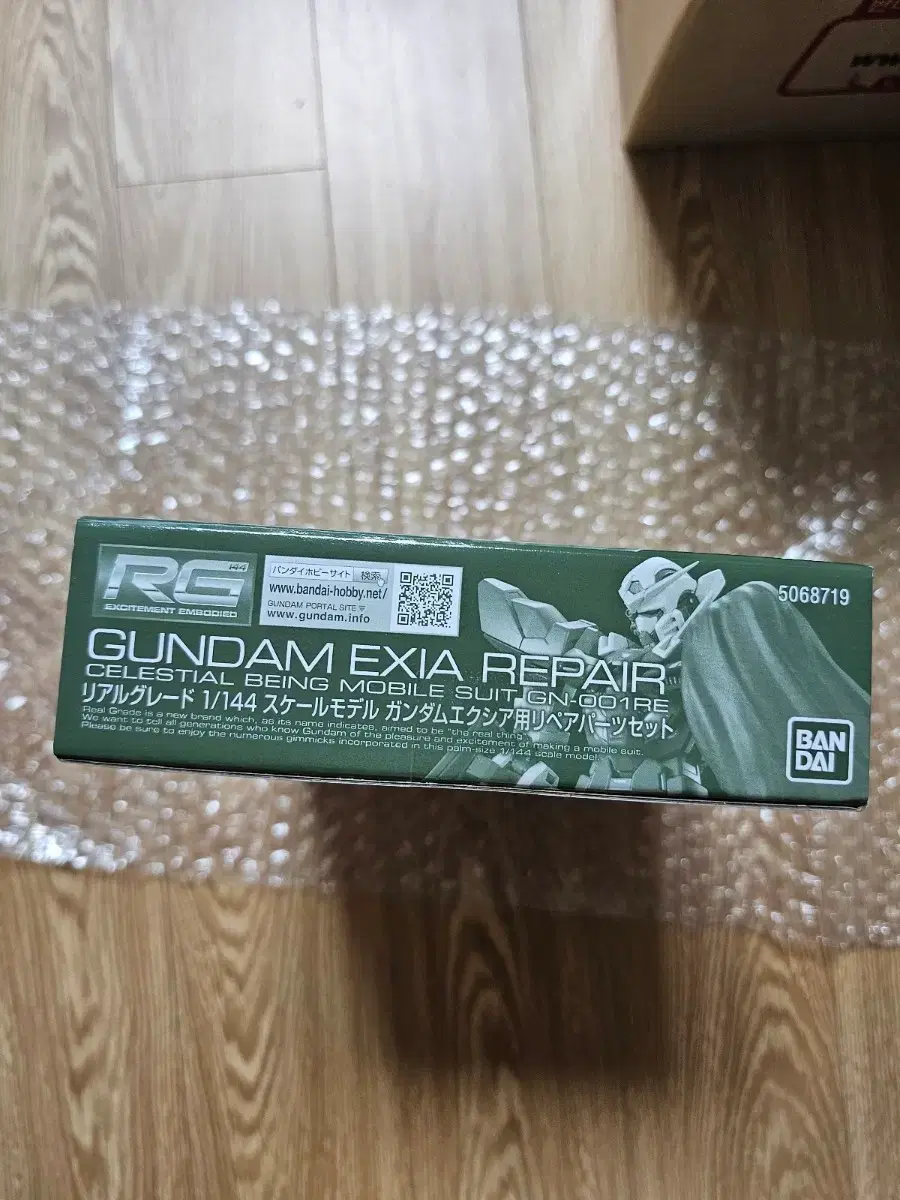 RG 1/144
EXCITEMENT EMBODIED
バンダイホビーサイト 検索
www.bandai-hobby.net/
GUNDAM PORTAL SITE ▽
www.gundam.info
5068719
GUNDAM EXIA REPAIR
CELESTIAL BEING MOBILE SUIT GN-001RE
リアルグレード 1/144 スケールモデル ガンダムエクシア用リペアパーツセット
Real Grade is a new brand which, as its name indicates, aimed to be "the real thing".
We want to tell all generations who know Gundam of the pleasure and excitement of making a mobile suit.
Please be sure to enjoy the numerous gimmicks incorporated in this palm-size 1/144 scale model.
BAN
DAI